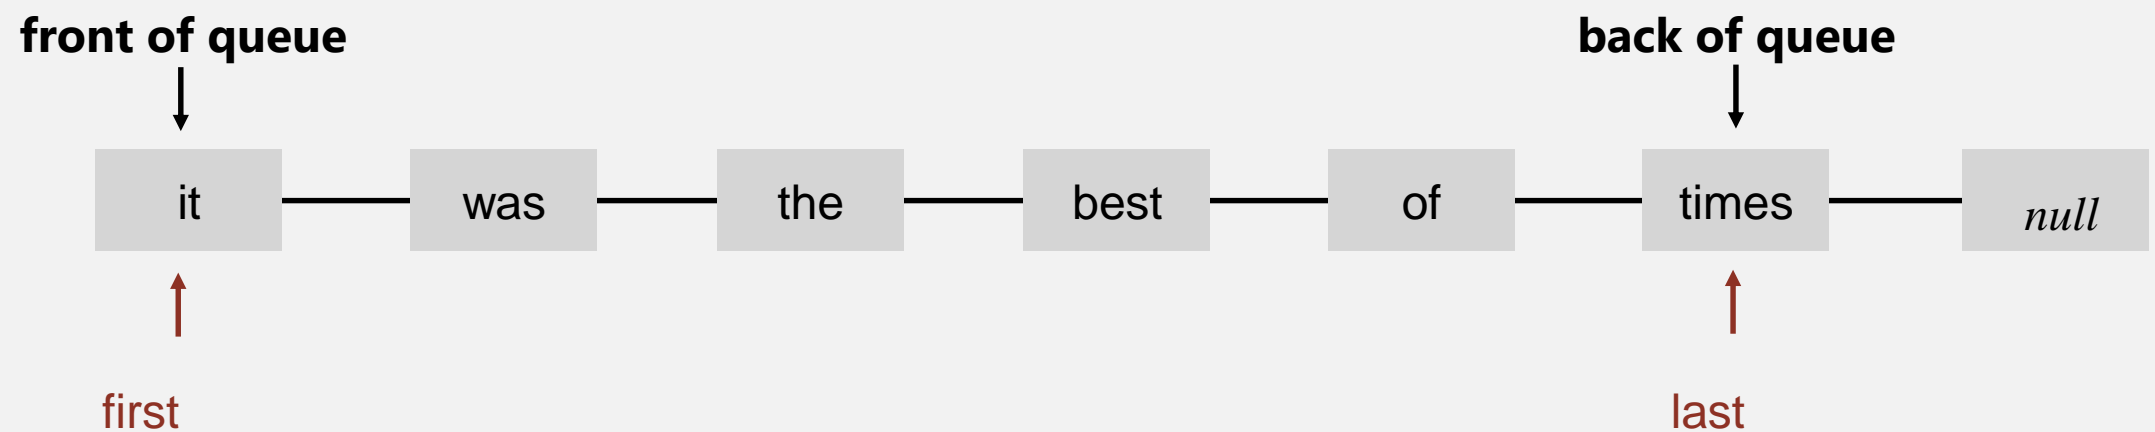 front of queue back of queue
it was the best of times null
first last